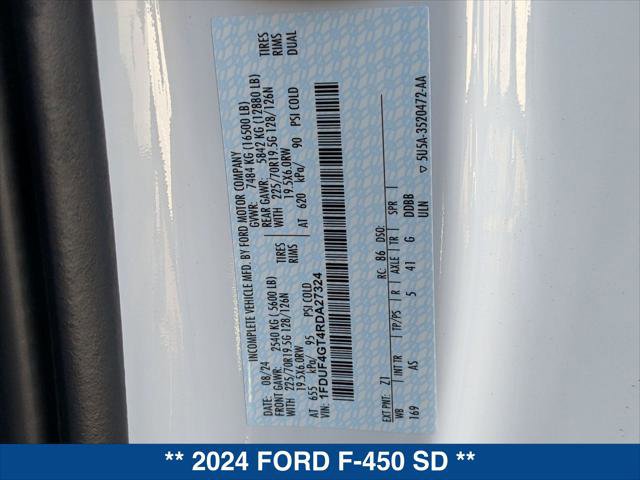 INCOMPLETE VEHICLE MFD. BY FORD MOTOR COMPANY
DATE: 08/24 GVWR: 7484 KG (16500 LB)
FRONT GAWR: 2540 KG ( 5600 LB) REAR GAWR: 5842 KG (12880 LB)
WITH 225/70R19.5G 128/126N TIRES WITH 225/70R19.5G 128/126N TIRES
19.5X6.0RW RIMS 19.5X6.0RW RIMS
AT 655 kPa/ 95 PSI COLD AT 620 kPa/ 90 PSI COLD DUAL
VIN: 1FDUF4GT4RDA27324
EXT PNT: Z1 RC: 86 DSO:
WB INT TR TP/PS R AXLE TR SPR
169 AS 5 41 G DDBB
ULN
▽ 5U5A-3520472-AA
** 2024 FORD F-450 SD **